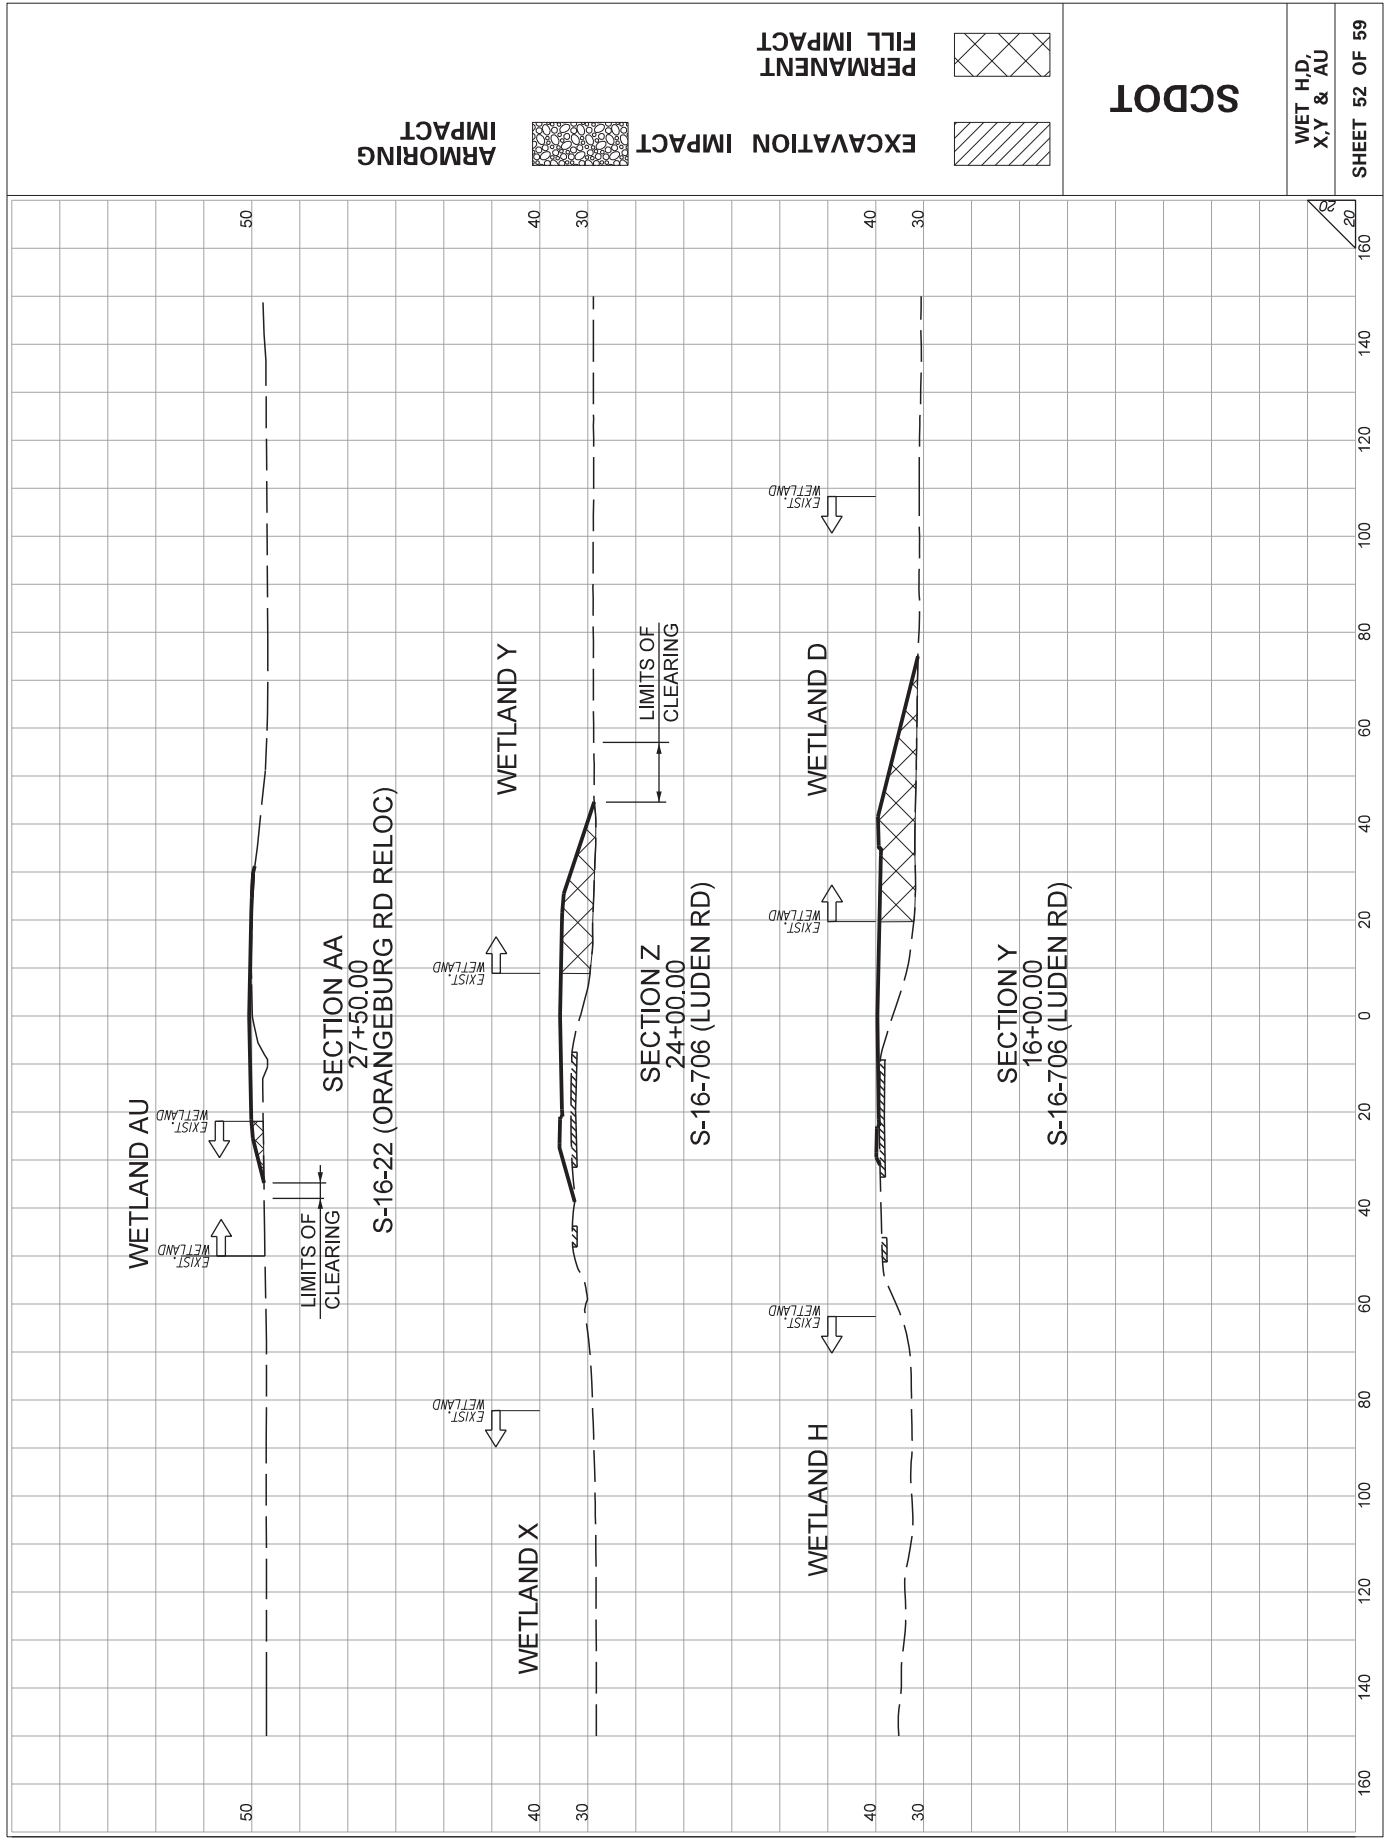 WETLAND AU
EXIST.
WETLAND
EXIST.
WETLAND
LIMITS OF
CLEARING
SECTION AA
27+50.00
S-16-22 (ORANGEBURG RD RELOC)
50
50
WETLAND X
WETLAND Y
EXIST.
WETLAND
EXIST.
WETLAND
LIMITS OF
CLEARING
SECTION Z
24+00.00
S-16-706 (LUDEN RD)
40
30
40
30
WETLAND H
WETLAND D
EXIST.
WETLAND
EXIST.
WETLAND
EXIST.
WETLAND
SECTION Y
16+00.00
S-16-706 (LUDEN RD)
40
30
40
30
160 140 120 100 80 60 40 20 0 20 40 60 80 100 120 140 160
20
20
PERMANENT
FILL IMPACT
EXCAVATION IMPACT
ARMORING
IMPACT
SCDOT
WET H,D,
X,Y & AU
SHEET 52 OF 59